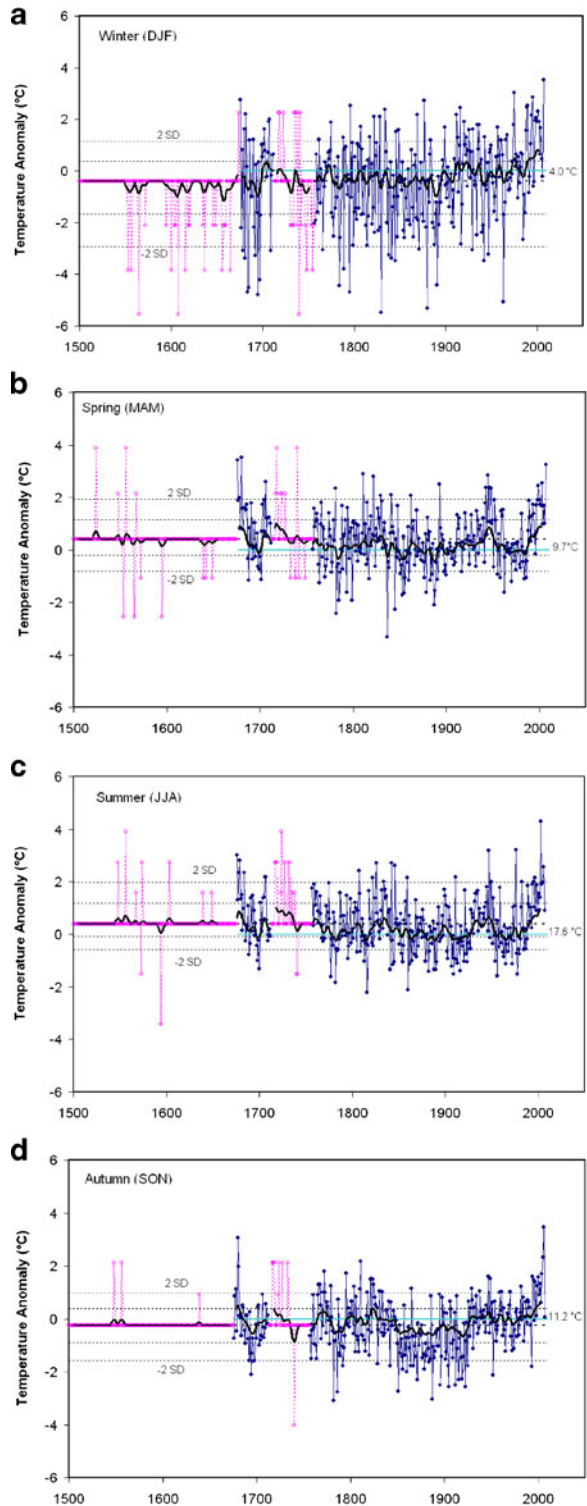 a
Winter (DJF)
Temperature Anomaly (°C)
6
4
2
0
-2
-4
-6
2 SD
-2 SD
4.0 °C
1500 1600 1700 1800 1900 2000
b
Spring (MAM)
Temperature Anomaly (°C)
6
4
2
0
-2
-4
-6
2 SD
-2 SD
9.7°C
1500 1600 1700 1800 1900 2000
c
Summer (JJA)
Temperature Anomaly (°C)
6
4
2
0
-2
-4
-6
2 SD
-2 SD
17.6 °C
1500 1600 1700 1800 1900 2000
d
Autumn (SON)
Temperature Anomaly (°C)
6
4
2
0
-2
-4
-6
2 SD
-2 SD
11.2 °C
1500 1600 1700 1800 1900 2000